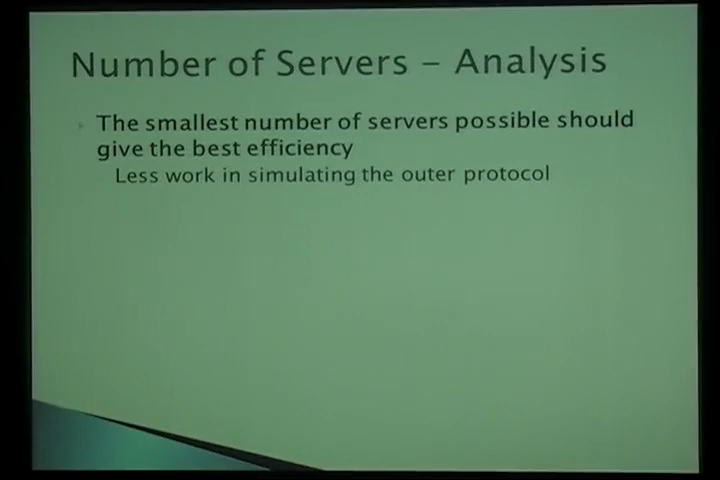 Number of Servers – Analysis
The smallest number of servers possible should
give the best efficiency
Less work in simulating the outer protocol